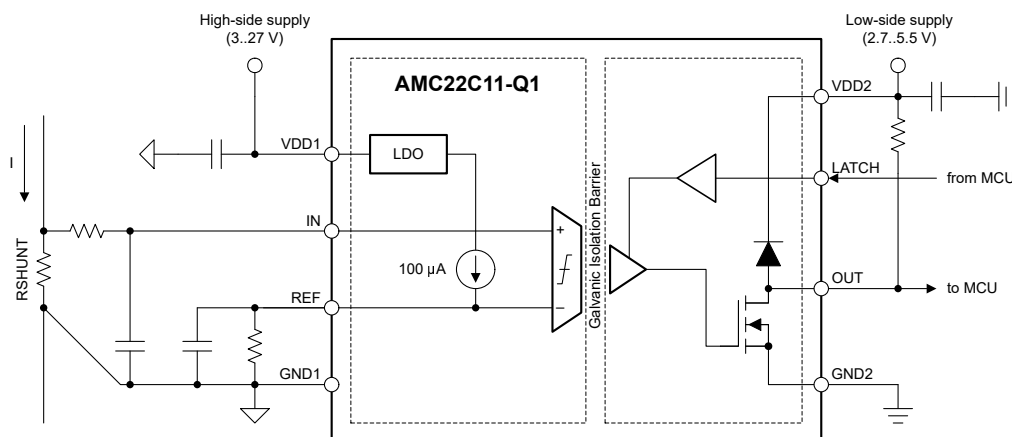 High-side supply
(3..27 V)
Low-side supply
(2.7..5.5 V)
AMC22C11-Q1
VDD2
VDD1
LDO
LATCH
from MCU
I
IN
+
100 µA
Galvanic Isolation Barrier
RSHUNT
REF
−
OUT
to MCU
GND1
GND2